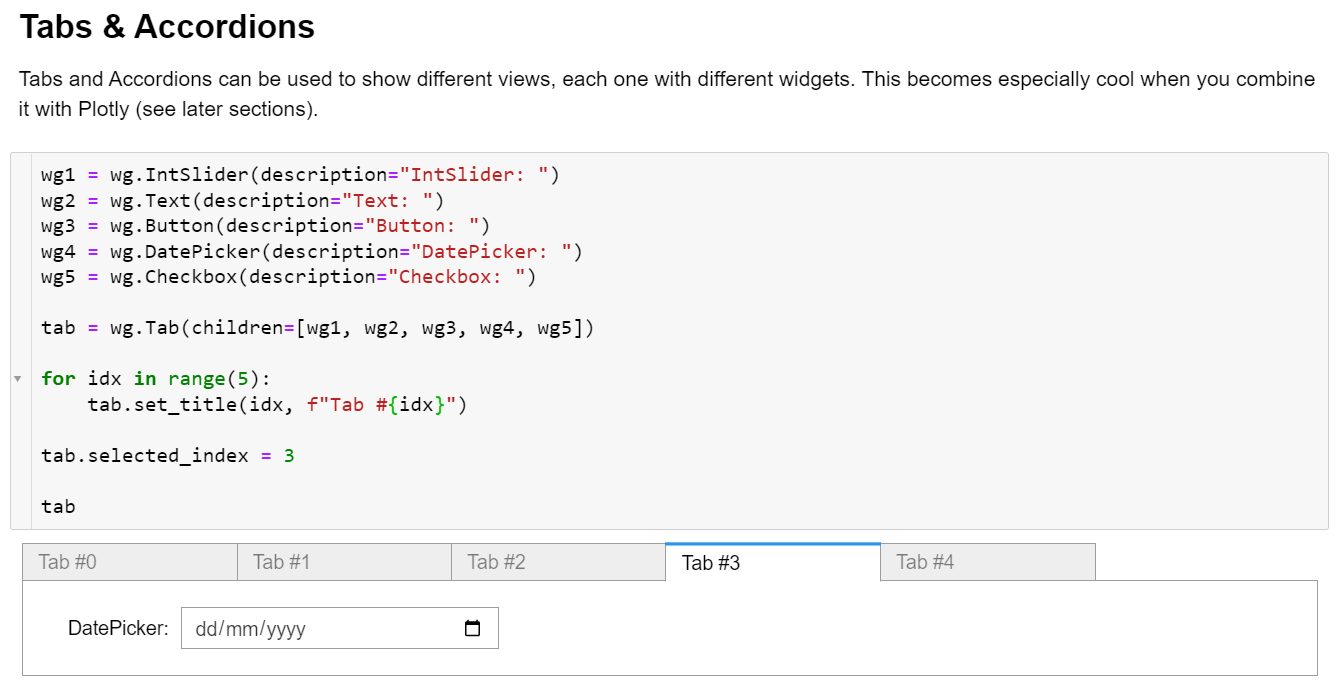 Tabs & Accordions
Tabs and Accordions can be used to show different views, each one with different widgets. This becomes especially cool when you combine
it with Plotly (see later sections).
wg1 = wg.IntSlider(description="IntSlider: ")
wg2 = wg.Text(description="Text: ")
wg3 = wg.Button(description="Button: ")
wg4 = wg.DatePicker(description="DatePicker: ")
wg5 = wg.Checkbox(description="Checkbox: ")
tab = wg.Tab(children=[wg1, wg2, wg3, wg4, wg5])
for idx in range(5):
    tab.set_title(idx, f"Tab #{idx}")
tab.selected_index = 3
tab
Tab #0 Tab #1 Tab #2 Tab #3 Tab #4
DatePicker: dd/mm/yyyy